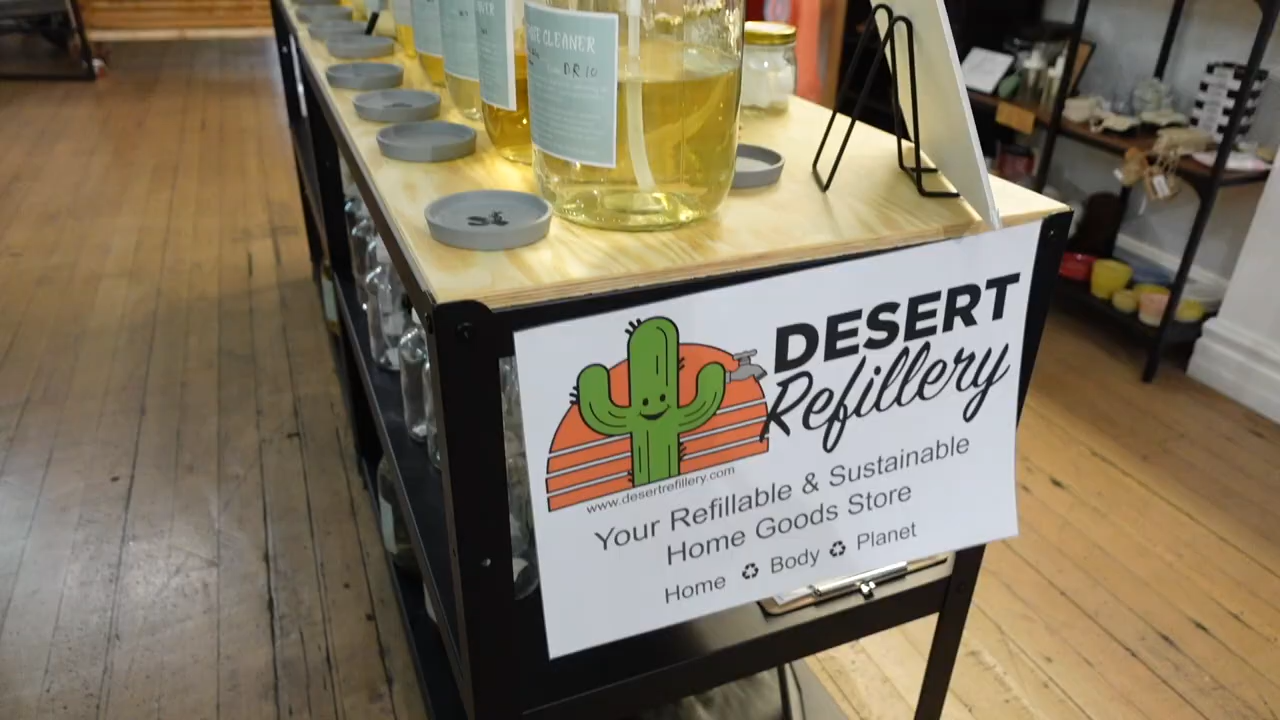 CLEANER
DR 10
DESERT
Refillery
www.desertrefillery.com
Your Refillable & Sustainable
Home Goods Store
Home ♻ Body ♻ Planet